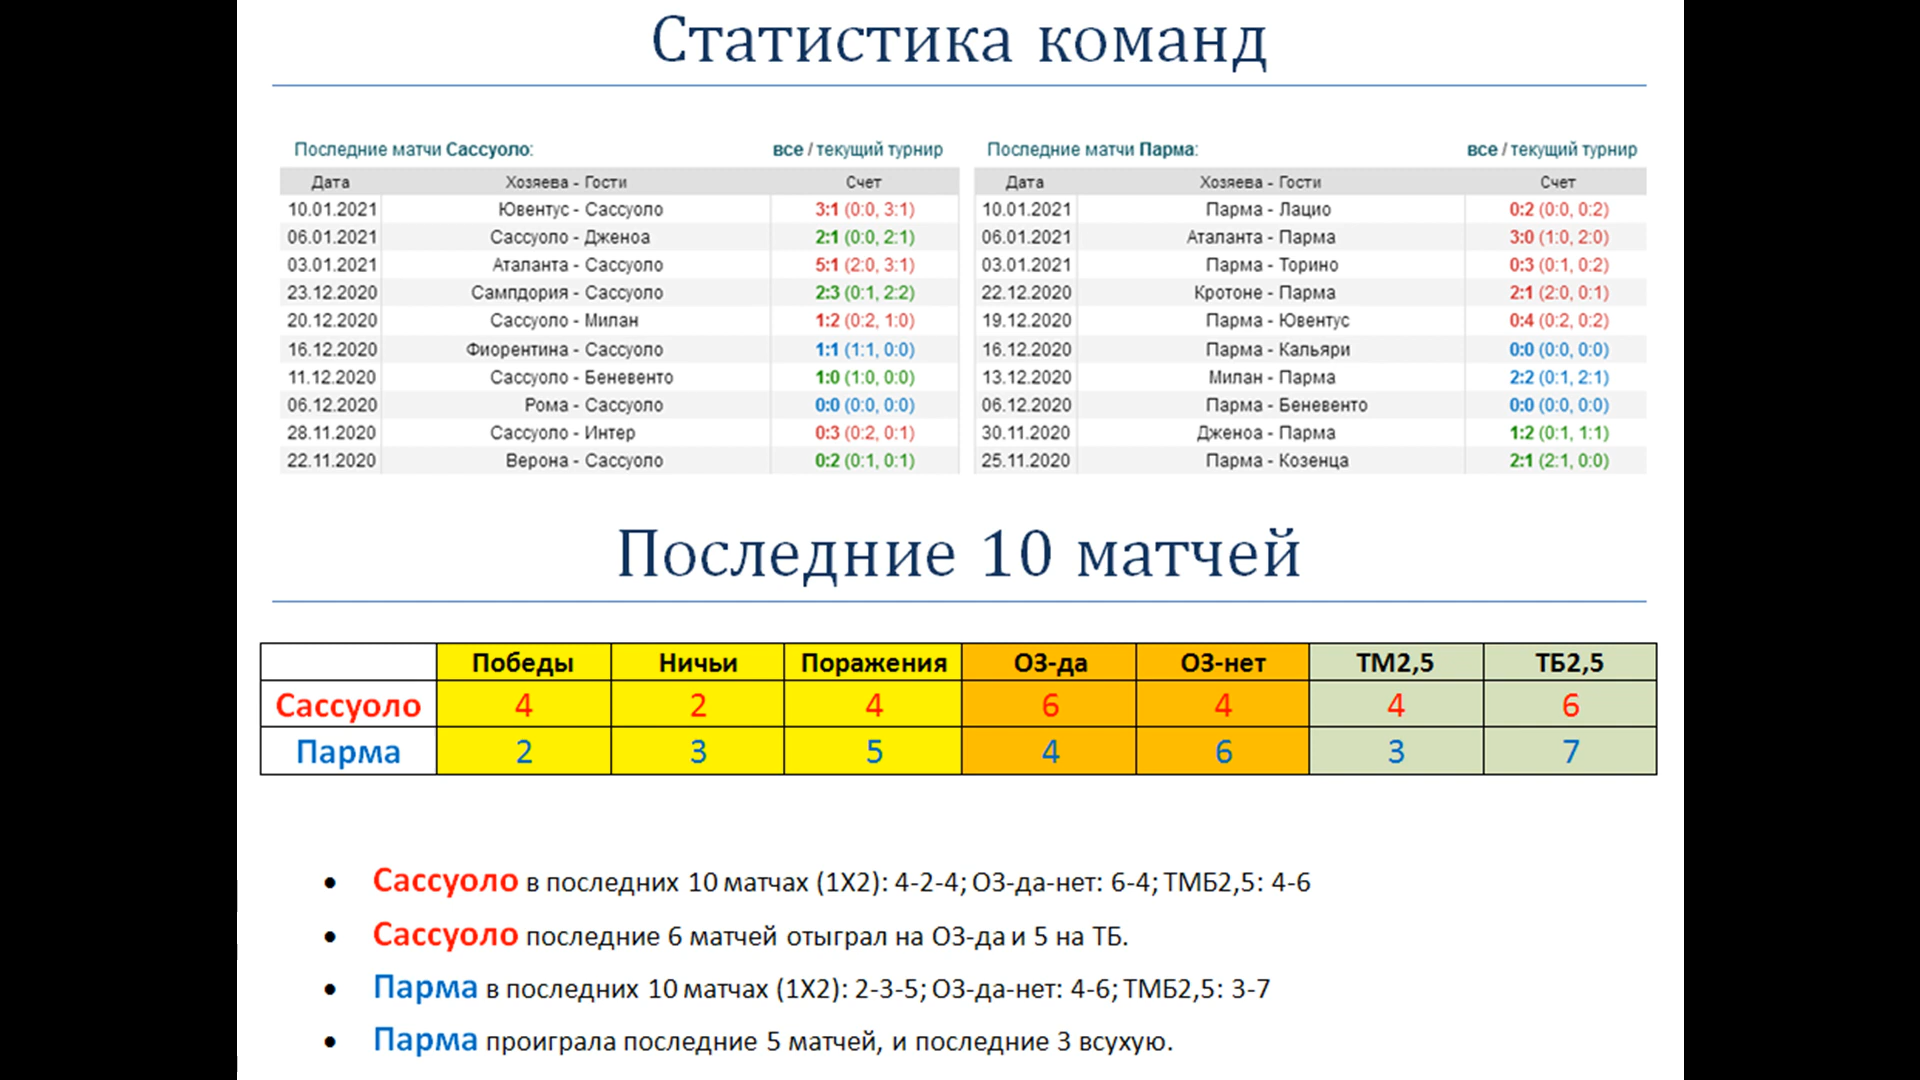 Статистика команд
Последние матчи Сассуоло: все / текущий турнир
Дата Хозяева - Гости Счет
10.01.2021 Ювентус - Сассуоло 3:1 (0:0, 3:1)
06.01.2021 Сассуоло - Дженоа 2:1 (0:0, 2:1)
03.01.2021 Аталанта - Сассуоло 5:1 (2:0, 3:1)
23.12.2020 Сампдория - Сассуоло 2:3 (0:1, 2:2)
20.12.2020 Сассуоло - Милан 1:2 (0:2, 1:0)
16.12.2020 Фиорентина - Сассуоло 1:1 (1:1, 0:0)
11.12.2020 Сассуоло - Беневенто 1:0 (1:0, 0:0)
06.12.2020 Рома - Сассуоло 0:0 (0:0, 0:0)
28.11.2020 Сассуоло - Интер 0:3 (0:2, 0:1)
22.11.2020 Верона - Сассуоло 0:2 (0:1, 0:1)
Последние матчи Парма: все / текущий турнир
Дата Хозяева - Гости Счет
10.01.2021 Парма - Лацио 0:2 (0:0, 0:2)
06.01.2021 Аталанта - Парма 3:0 (1:0, 2:0)
03.01.2021 Парма - Торино 0:3 (0:1, 0:2)
22.12.2020 Кротоне - Парма 2:1 (2:0, 0:1)
19.12.2020 Парма - Ювентус 0:4 (0:2, 0:2)
16.12.2020 Парма - Кальяри 0:0 (0:0, 0:0)
13.12.2020 Милан - Парма 2:2 (0:1, 2:1)
06.12.2020 Парма - Беневенто 0:0 (0:0, 0:0)
30.11.2020 Дженоа - Парма 1:2 (0:1, 1:1)
25.11.2020 Парма - Козенца 2:1 (2:1, 0:0)
Последние 10 матчей
Победы Ничьи Поражения ОЗ-да ОЗ-нет ТМ2,5 ТБ2,5
Сассуоло 4 2 4 6 4 4 6
Парма 2 3 5 4 6 3 7
• Сассуоло в последних 10 матчах (1Х2): 4-2-4; ОЗ-да-нет: 6-4; ТМБ2,5: 4-6
• Сассуоло последние 6 матчей отыграл на ОЗ-да и 5 на ТБ.
• Парма в последних 10 матчах (1Х2): 2-3-5; ОЗ-да-нет: 4-6; ТМБ2,5: 3-7
• Парма проиграла последние 5 матчей, и последние 3 всухую.